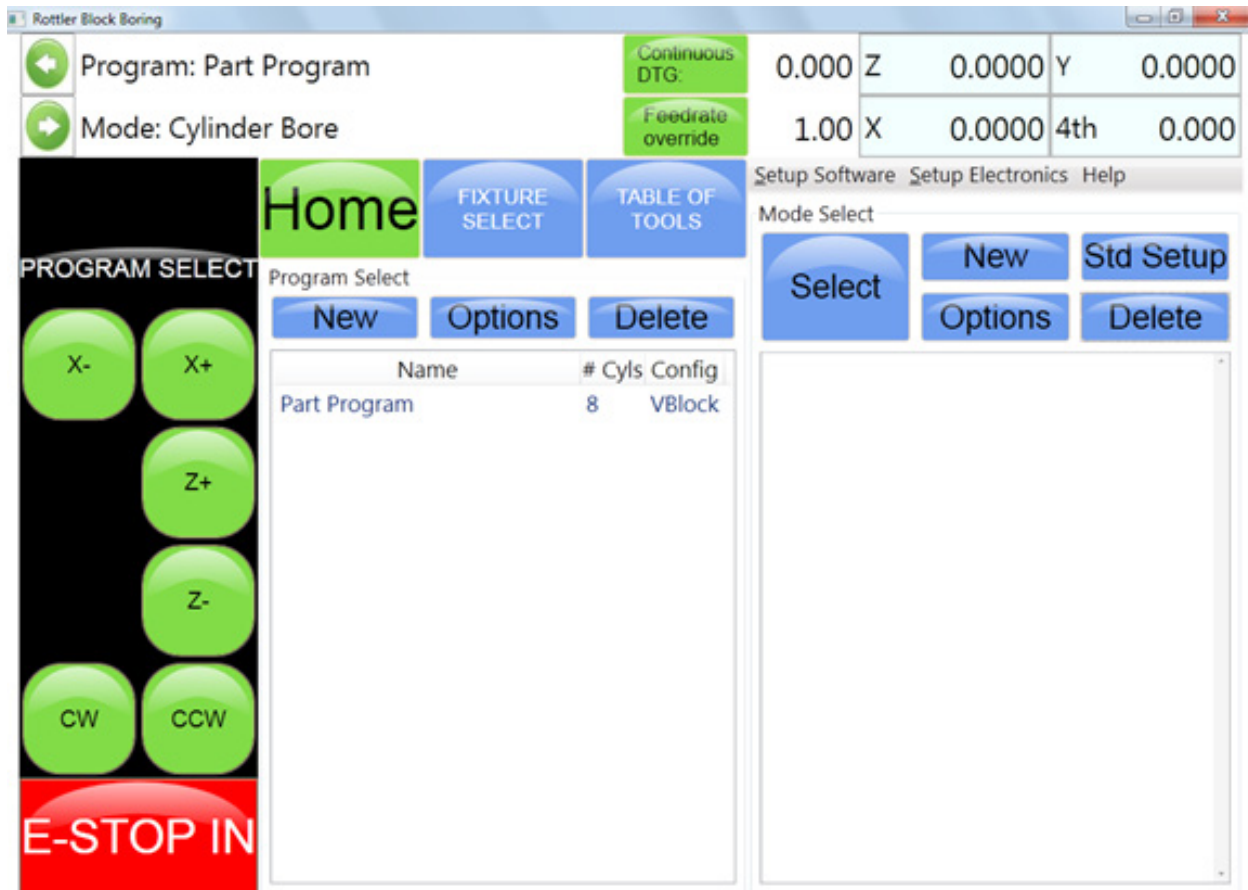 Rottler Block Boring
Program: Part Program
Continuous
DTG:
0.000
Z
0.0000
Y
0.0000
Mode: Cylinder Bore
Feedrate
override
1.00
X
0.0000
4th
0.000
PROGRAM SELECT
X-
X+
Z+
Z-
CW
CCW
E-STOP IN
Home
FIXTURE
SELECT
TABLE OF
TOOLS
Program Select
New
Options
Delete
Name # Cyls Config
Part Program 8 VBlock
Setup Software Setup Electronics Help
Mode Select
Select
New
Std Setup
Options
Delete